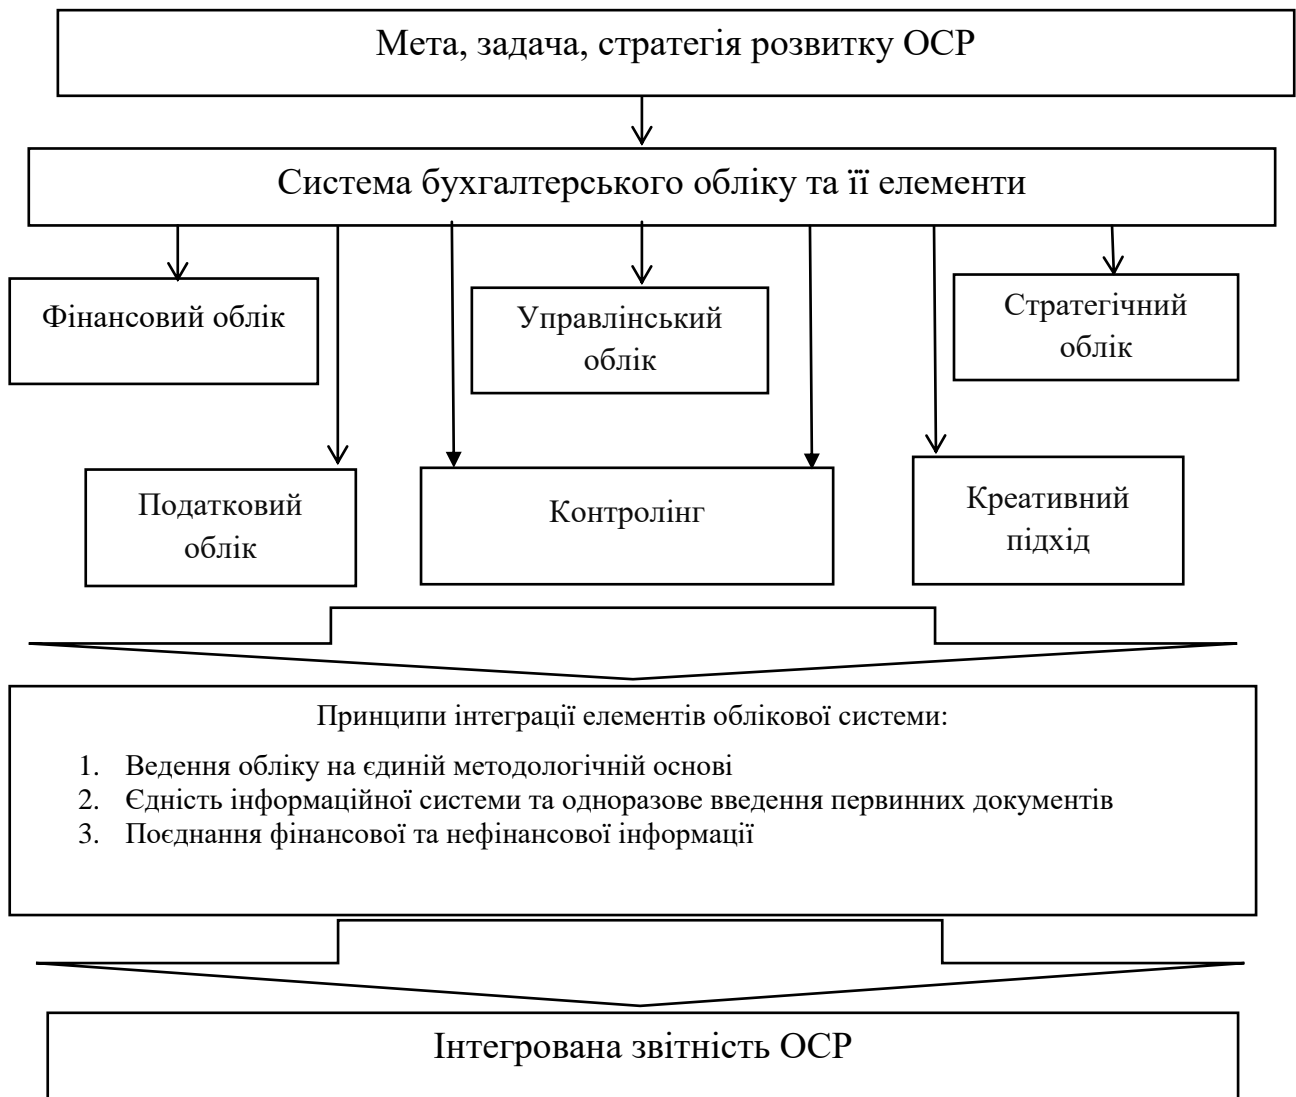 Мета, задача, стратегія розвитку ОСР
Система бухгалтерського обліку та її елементи
Фінансовий облік
Управлінський
облік
Стратегічний
облік
Податковий
облік
Контролінг
Креативний
підхід
Принципи інтеграції елементів облікової системи:
1. Ведення обліку на єдиній методологічній основі
2. Єдність інформаційної системи та одноразове введення первинних документів
3. Поєднання фінансової та нефінансової інформації
Інтегрована звітність ОСР